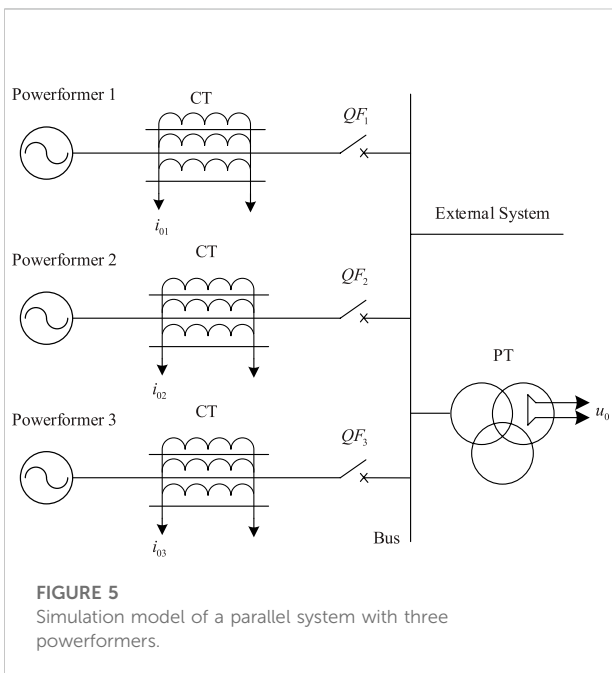 Powerformer 1
CT
QF₁
i₀₁
External System
Powerformer 2
CT
QF₂
i₀₂
PT
u₀
Powerformer 3
CT
QF₃
i₀₃
Bus
FIGURE 5
Simulation model of a parallel system with three
powerformers.